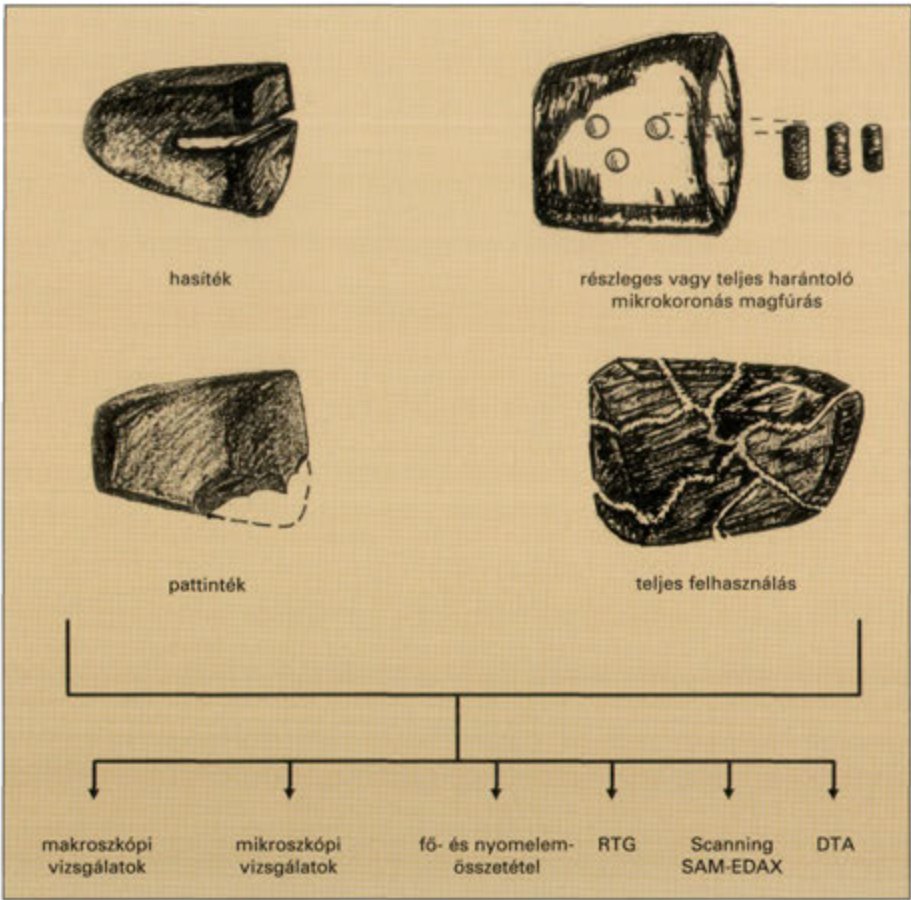 hasíték
részleges vagy teljes harántoló
mikrokoronás magfúrás
pattinték
teljes felhasználás
makroszkópi
vizsgálatok
mikroszkópi
vizsgálatok
fő- és nyomelem-
összetétel
RTG
Scanning
SAM-EDAX
DTA